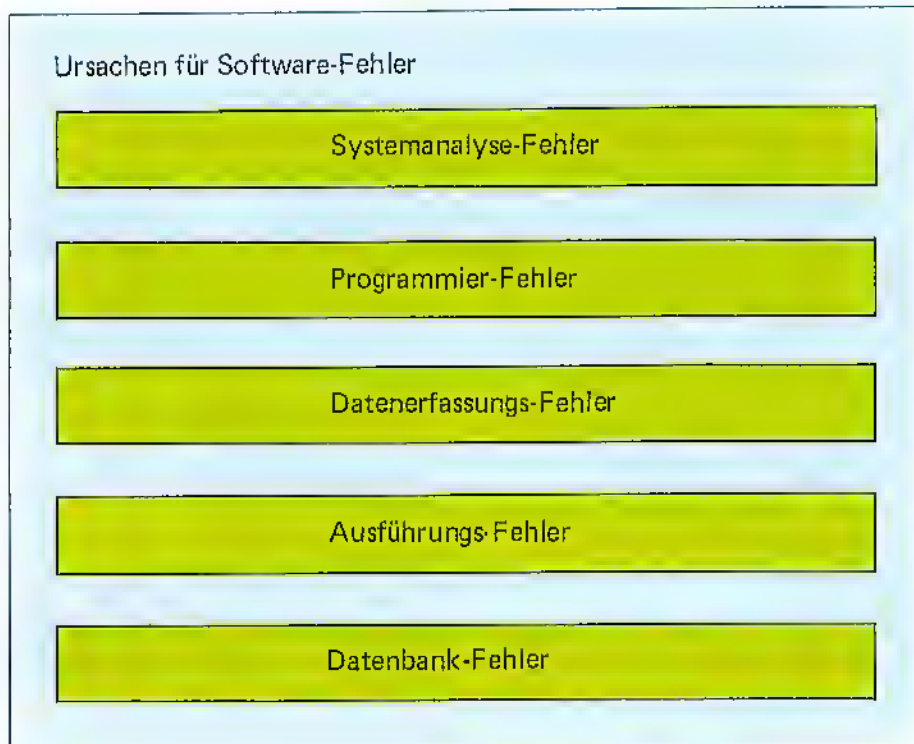 Ursachen für Software-Fehler
Systemanalyse-Fehler
Programmier-Fehler
Datenerfassungs-Fehler
Ausführungs-Fehler
Datenbank-Fehler